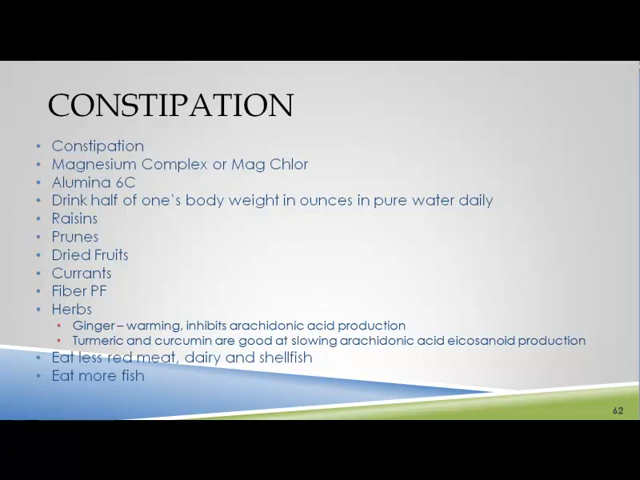 CONSTIPATION
• Constipation
• Magnesium Complex or Mag Chlor
• Alumina 6C
• Drink half of one's body weight in ounces in pure water daily
• Raisins
• Prunes
• Dried Fruits
• Currants
• Fiber PF
• Herbs
• Ginger – warming, inhibits arachidonic acid production
• Turmeric and curcumin are good at slowing arachidonic acid eicosanoid production
• Eat less red meat, dairy and shellfish
• Eat more fish
62